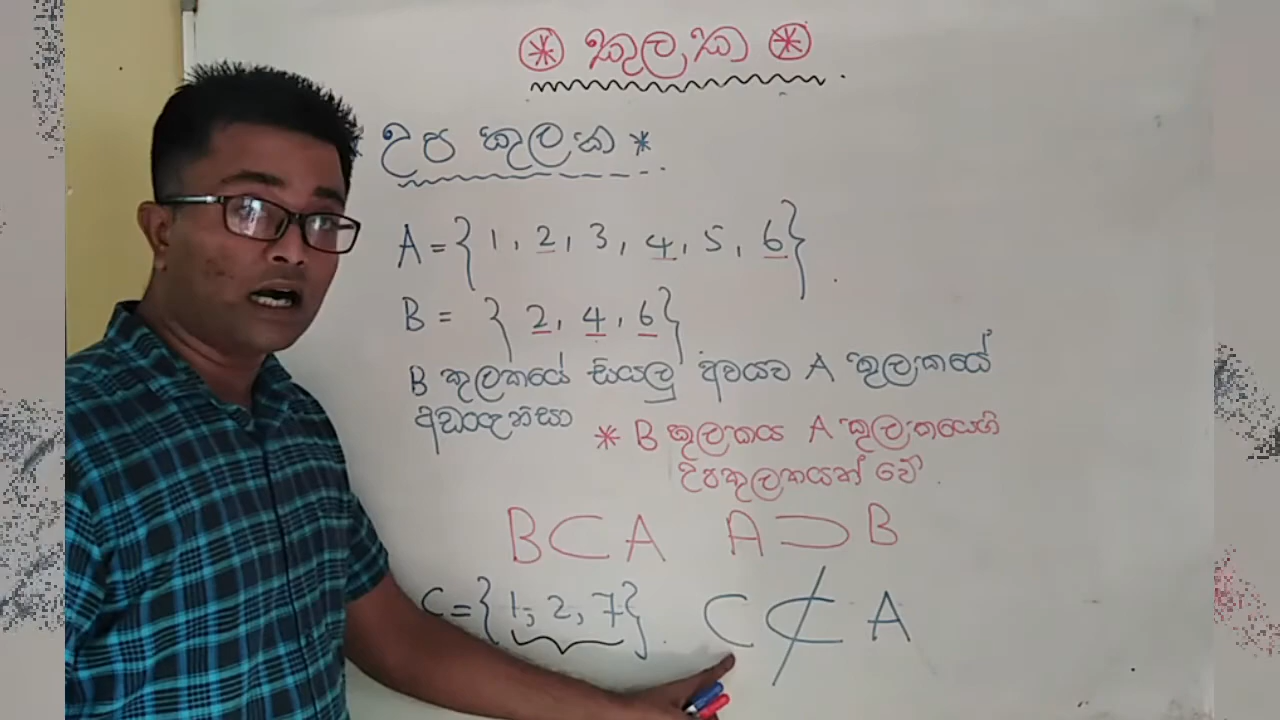 ⊛ කුලක ⊛
උප කුලක *
A = {1, 2, 3, 4, 5, 6}
B = {2, 4, 6}
B කුලකයේ සියලු අවයව A කුලකයේ
අඩංගු නිසා
* B කුලකය A කුලකයෙහි
උපකුලකයක් වේ.
B ⊂ A A ⊃ B
C = {1, 2, 7}. C ⊄ A